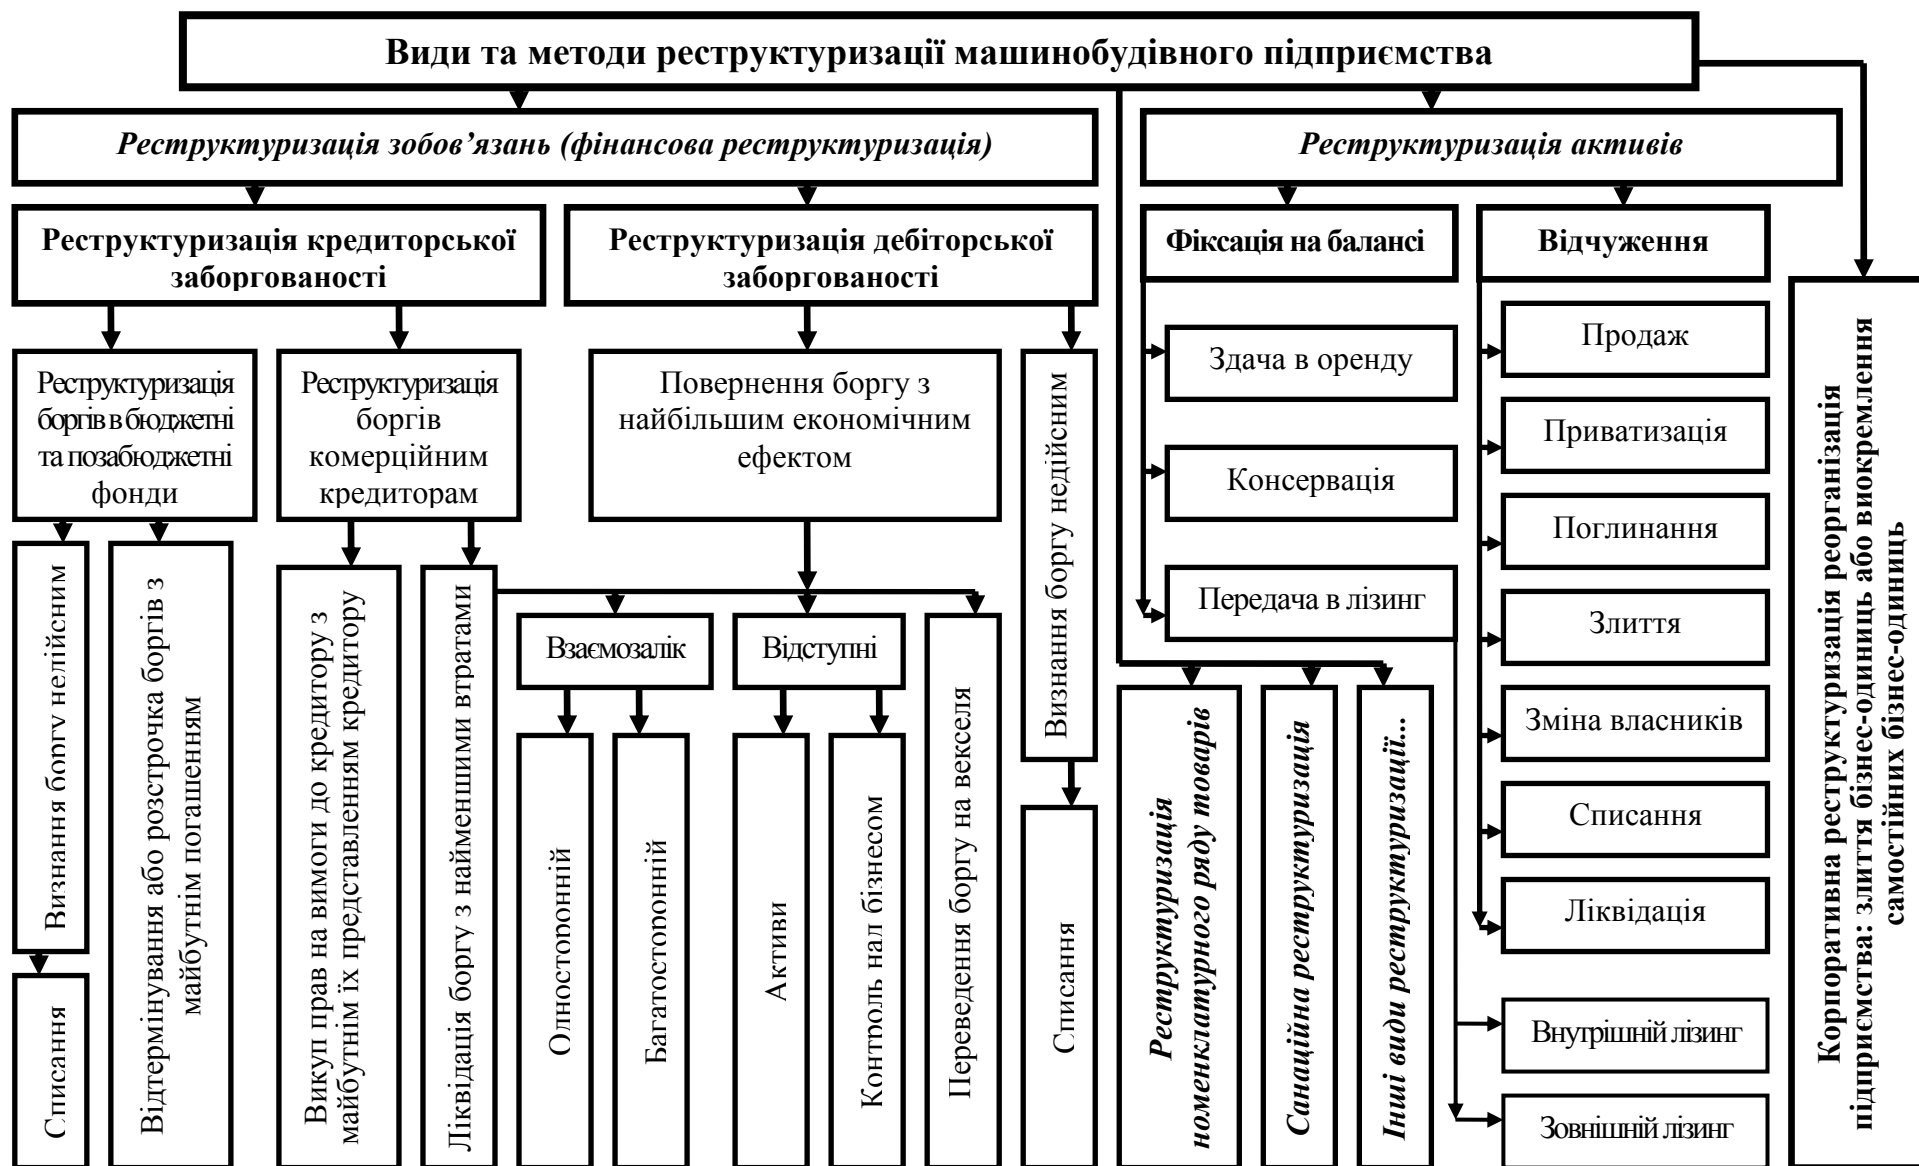 Види та методи реструктуризації машинобудівного підприємства
Реструктуризація зобов’язань (фінансова реструктуризація)
Реструктуризація активів
Реструктуризація кредиторської
заборгованості
Реструктуризація дебіторської
заборгованості
Фіксація на балансі
Відчуження
Реструктуризація
боргів в бюджетні
та позабюджетні
фонди
Реструктуризація
боргів
комерційним
кредиторам
Повернення боргу з
найбільшим економічним
ефектом
Визнання боргу недійсним
Здача в оренду
Консервація
Передача в лізинг
Продаж
Приватизація
Поглинання
Злиття
Зміна власників
Списання
Ліквідація
Внутрішній лізинг
Зовнішній лізинг
Корпоративна реструктуризація реорганізація
підприємства: злиття бізнес-одиниць або виокремлення
самостійних бізнес-одиниць
Визнання боргу недійсним
Списання
Відтермінування або розстрочка боргів з
майбутнім погашенням
Викуп прав на вимоги до кредитору з
майбутнім їх представленням кредитору
Ліквідація боргу з найменшими втратами
Взаємозалік
Відступні
Односторонній
Багатосторонній
Активи
Контроль над бізнесом
Переведення боргу на векселя
Списання
Реструктуризація
номенклатурного ряду товарів
Санаційна реструктуризація
Інші види реструктуризації...